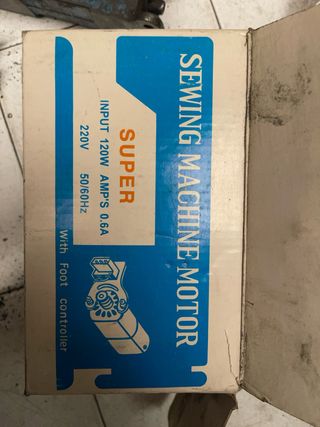 SEWING MACHINE MOTOR
SUPER
INPUT 120W AMP'S 0.6A
220V 50/60Hz
With Foot controller